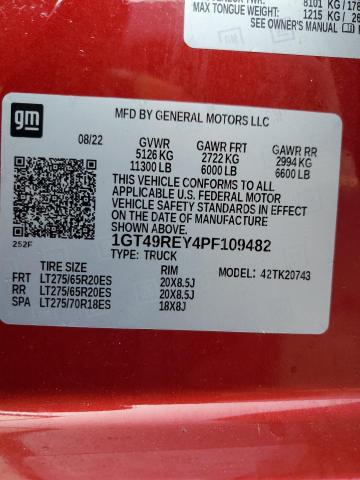 8101 KG/178
MAX TONGUE WEIGHT: 1215 KG / 26
SEE OWNER'S MANUAL
GM
gm
MFD BY GENERAL MOTORS LLC
08/22 GVWR GAWR FRT GAWR RR
5126 KG 2722 KG 2994 KG
11300 LB 6000 LB 6600 LB
THIS VEHICLE CONFORMS TO ALL
APPLICABLE U.S. FEDERAL MOTOR
VEHICLE SAFETY STANDARDS IN EFFECT
ON THE DATE OF MANUFACTURE
SHOWN ABOVE.
252F
1GT49REY4PF109482
TYPE: TRUCK
TIRE SIZE RIM MODEL: 42TK20743
FRT LT275/65R20ES 20X8.5J
RR LT275/65R20ES 20X8.5J
SPA LT275/70R18ES 18X8J